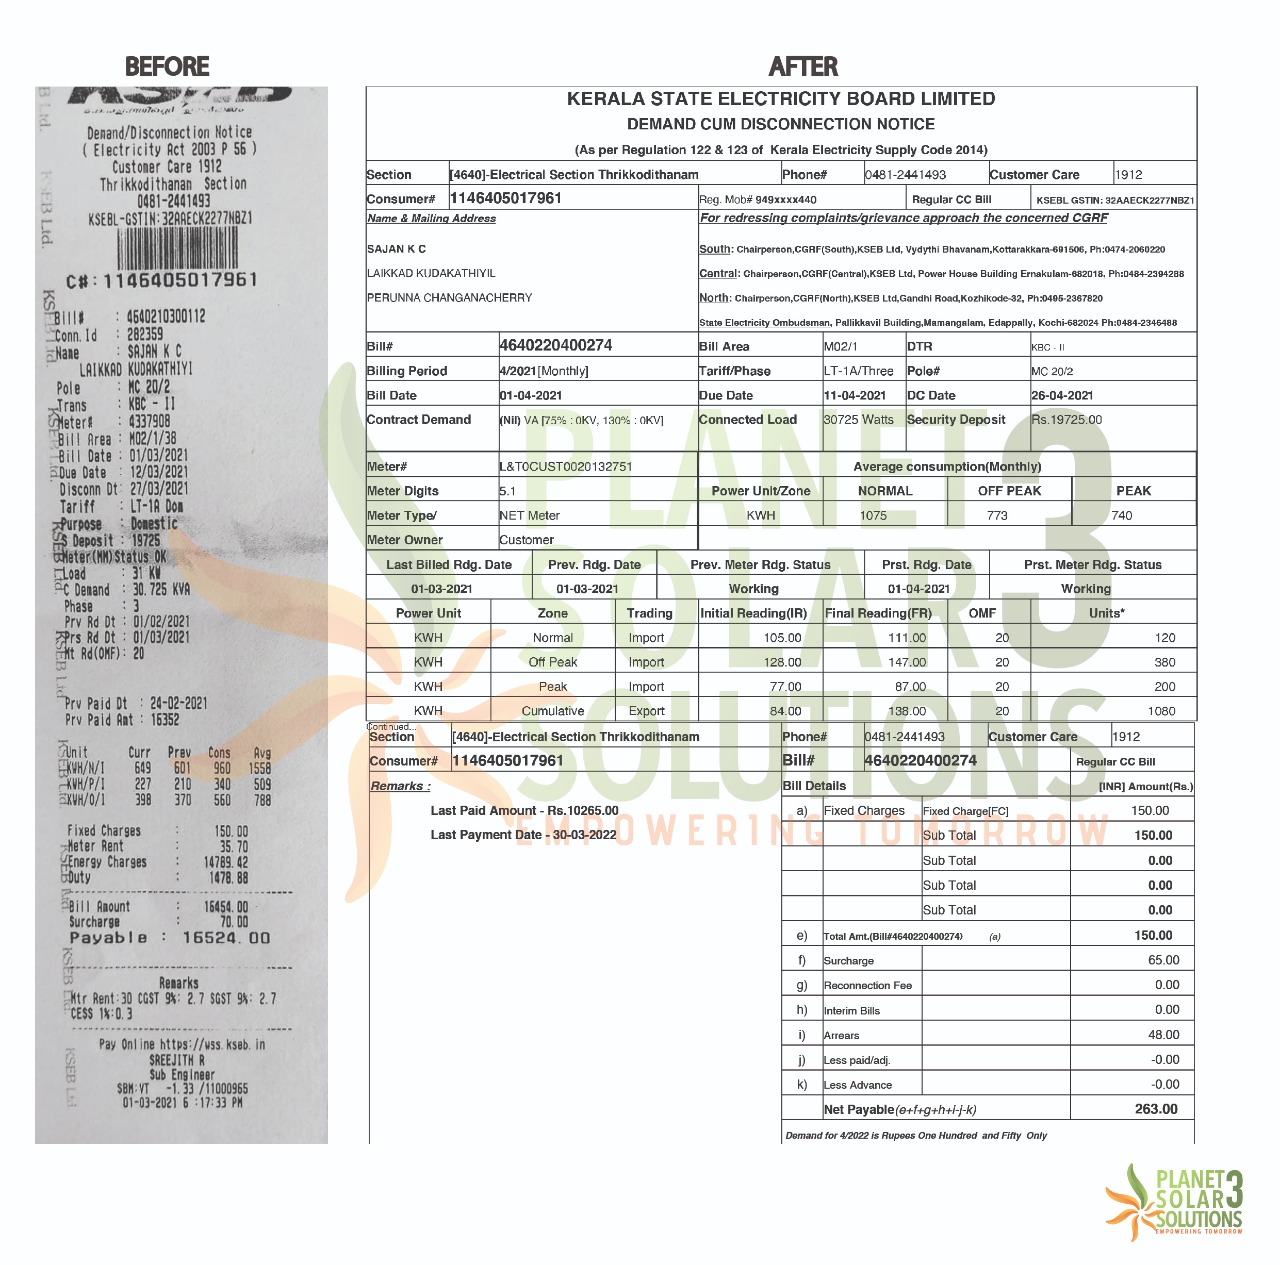 BEFORE
KSEB
Demand/Disconnection Notice
( Electricity Act 2003 P 56 )
Customer Care 1912
Thrikkodithanam Section
0481-2441493
KSEBL-GSTIN:32AAECK2277NBZ1
C#:1146405017961
Bill# : 4640210300112
Conn.Id : 282359
Name : SAJAN K C
LAIKKAD KUDAKATHIYI
Pole : MC 20/2
Trans : KBC - II
Meter# : 4337908
Bill Area : M02/1/38
Bill Date : 01/03/2021
Due Date : 12/03/2021
Disconn Dt: 27/03/2021
Tariff : LT-1A Dom
Purpose : Domestic
S Deposit : 19725
Meter(MM)Status OK
Load : 31 KW
C Demand : 30.725 KVA
Phase : 3
Prv Rd Dt : 01/02/2021
Prs Rd Dt : 01/03/2021
Mt Rd(OMF): 20
Prv Paid Dt : 24-02-2021
Prv Paid Amt : 16352
Unit Curr Prev Cons Avg
KWH/N/I 649 601 960 1558
KWH/P/I 227 210 340 509
KWH/O/I 398 370 560 788
Fixed Charges : 150.00
Meter Rent : 35.70
Energy Charges : 14789.42
Duty : 1478.88
Bill Amount : 16454.00
Surcharge : 70.00
Payable : 16524.00
Remarks
Mtr Rent:30 CGST 9%: 2.7 SGST 9%: 2.7
CESS 1%:0.3
Pay Online https://wss.kseb.in
SREEJITH R
Sub Engineer
SBM:VT -1.33 /11000965
01-03-2021 6 :17:33 PM
AFTER
KERALA STATE ELECTRICITY BOARD LIMITED
DEMAND CUM DISCONNECTION NOTICE
(As per Regulation 122 & 123 of Kerala Electricity Supply Code 2014)
Section [4640]-Electrical Section Thrikkodithanam Phone# 0481-2441493 Customer Care 1912
Consumer# 1146405017961 Reg. Mob# 949xxxx440 Regular CC Bill KSEBL GSTIN: 32AAECK2277NBZ1
Name & Mailing Address For redressing complaints/grievance approach the concerned CGRF
SAJAN K C South: Chairperson,CGRF(South),KSEB Ltd, Vydythi Bhavanam,Kottarakkara-691506, Ph:0474-2060220
LAIKKAD KUDAKATHIYIL Central: Chairperson,CGRF(Central),KSEB Ltd, Power House Building Ernakulam-682018, Ph:0484-2394288
PERUNNA CHANGANACHERRY North: Chairperson,CGRF(North),KSEB Ltd,Gandhi Road,Kozhikode-32, Ph:0495-2367820
State Electricity Ombudsman, Pallikkavil Building,Mamangalam, Edappally, Kochi-682024 Ph:0484-2346488
Bill# 4640220400274 Bill Area M02/1 DTR KBC - II
Billing Period 4/2021[Monthly] Tariff/Phase LT-1A/Three Pole# MC 20/2
Bill Date 01-04-2021 Due Date 11-04-2021 DC Date 26-04-2021
Contract Demand (Nil) VA [75% : 0KV, 130% : 0KV] Connected Load 30725 Watts Security Deposit Rs.19725.00
Meter# L&T0CUST0020132751 Average consumption(Monthly)
Meter Digits 5.1 Power Unit/Zone NORMAL OFF PEAK PEAK
Meter Type/ NET Meter KWH 1075 773 740
Meter Owner Customer
Last Billed Rdg. Date Prev. Rdg. Date Prev. Meter Rdg. Status Prst. Rdg. Date Prst. Meter Rdg. Status
01-03-2021 01-03-2021 Working 01-04-2021 Working
Power Unit Zone Trading Initial Reading(IR) Final Reading(FR) OMF Units*
KWH Normal Import 105.00 111.00 20 120
KWH Off Peak Import 128.00 147.00 20 380
KWH Peak Import 77.00 87.00 20 200
KWH Cumulative Export 84.00 138.00 20 1080
Continued...
Section [4640]-Electrical Section Thrikkodithanam Phone# 0481-2441493 Customer Care 1912
Consumer# 1146405017961 Bill# 4640220400274 Regular CC Bill
Remarks : Bill Details [INR] Amount(Rs.)
Last Paid Amount - Rs.10265.00 a) Fixed Charges Fixed Charge[FC] 150.00
Last Payment Date - 30-03-2022 Sub Total 150.00
Sub Total 0.00
Sub Total 0.00
Sub Total 0.00
e) Total Amt.(Bill#4640220400274) (a) 150.00
f) Surcharge 65.00
g) Reconnection Fee 0.00
h) Interim Bills 0.00
i) Arrears 48.00
j) Less paid/adj. -0.00
k) Less Advance -0.00
Net Payable(e+f+g+h+i-j-k) 263.00
Demand for 4/2022 is Rupees One Hundred and Fifty Only
PLANET 3
SOLAR
SOLUTIONS
EMPOWERING TOMORROW
PLANET 3
SOLAR
SOLUTIONS
EMPOWERING TOMORROW